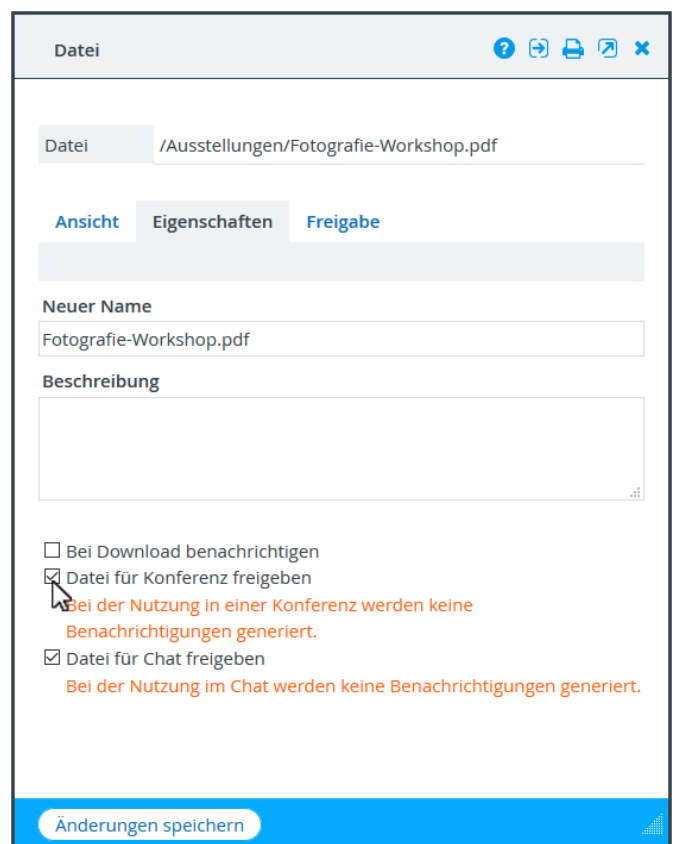 Datei
Datei /Ausstellungen/Fotografie-Workshop.pdf
Ansicht Eigenschaften Freigabe
Neuer Name
Fotografie-Workshop.pdf
Beschreibung
Bei Download benachrichtigen
Datei für Konferenz freigeben
Bei der Nutzung in einer Konferenz werden keine
Benachrichtigungen generiert.
Datei für Chat freigeben
Bei der Nutzung im Chat werden keine Benachrichtigungen generiert.
Änderungen speichern